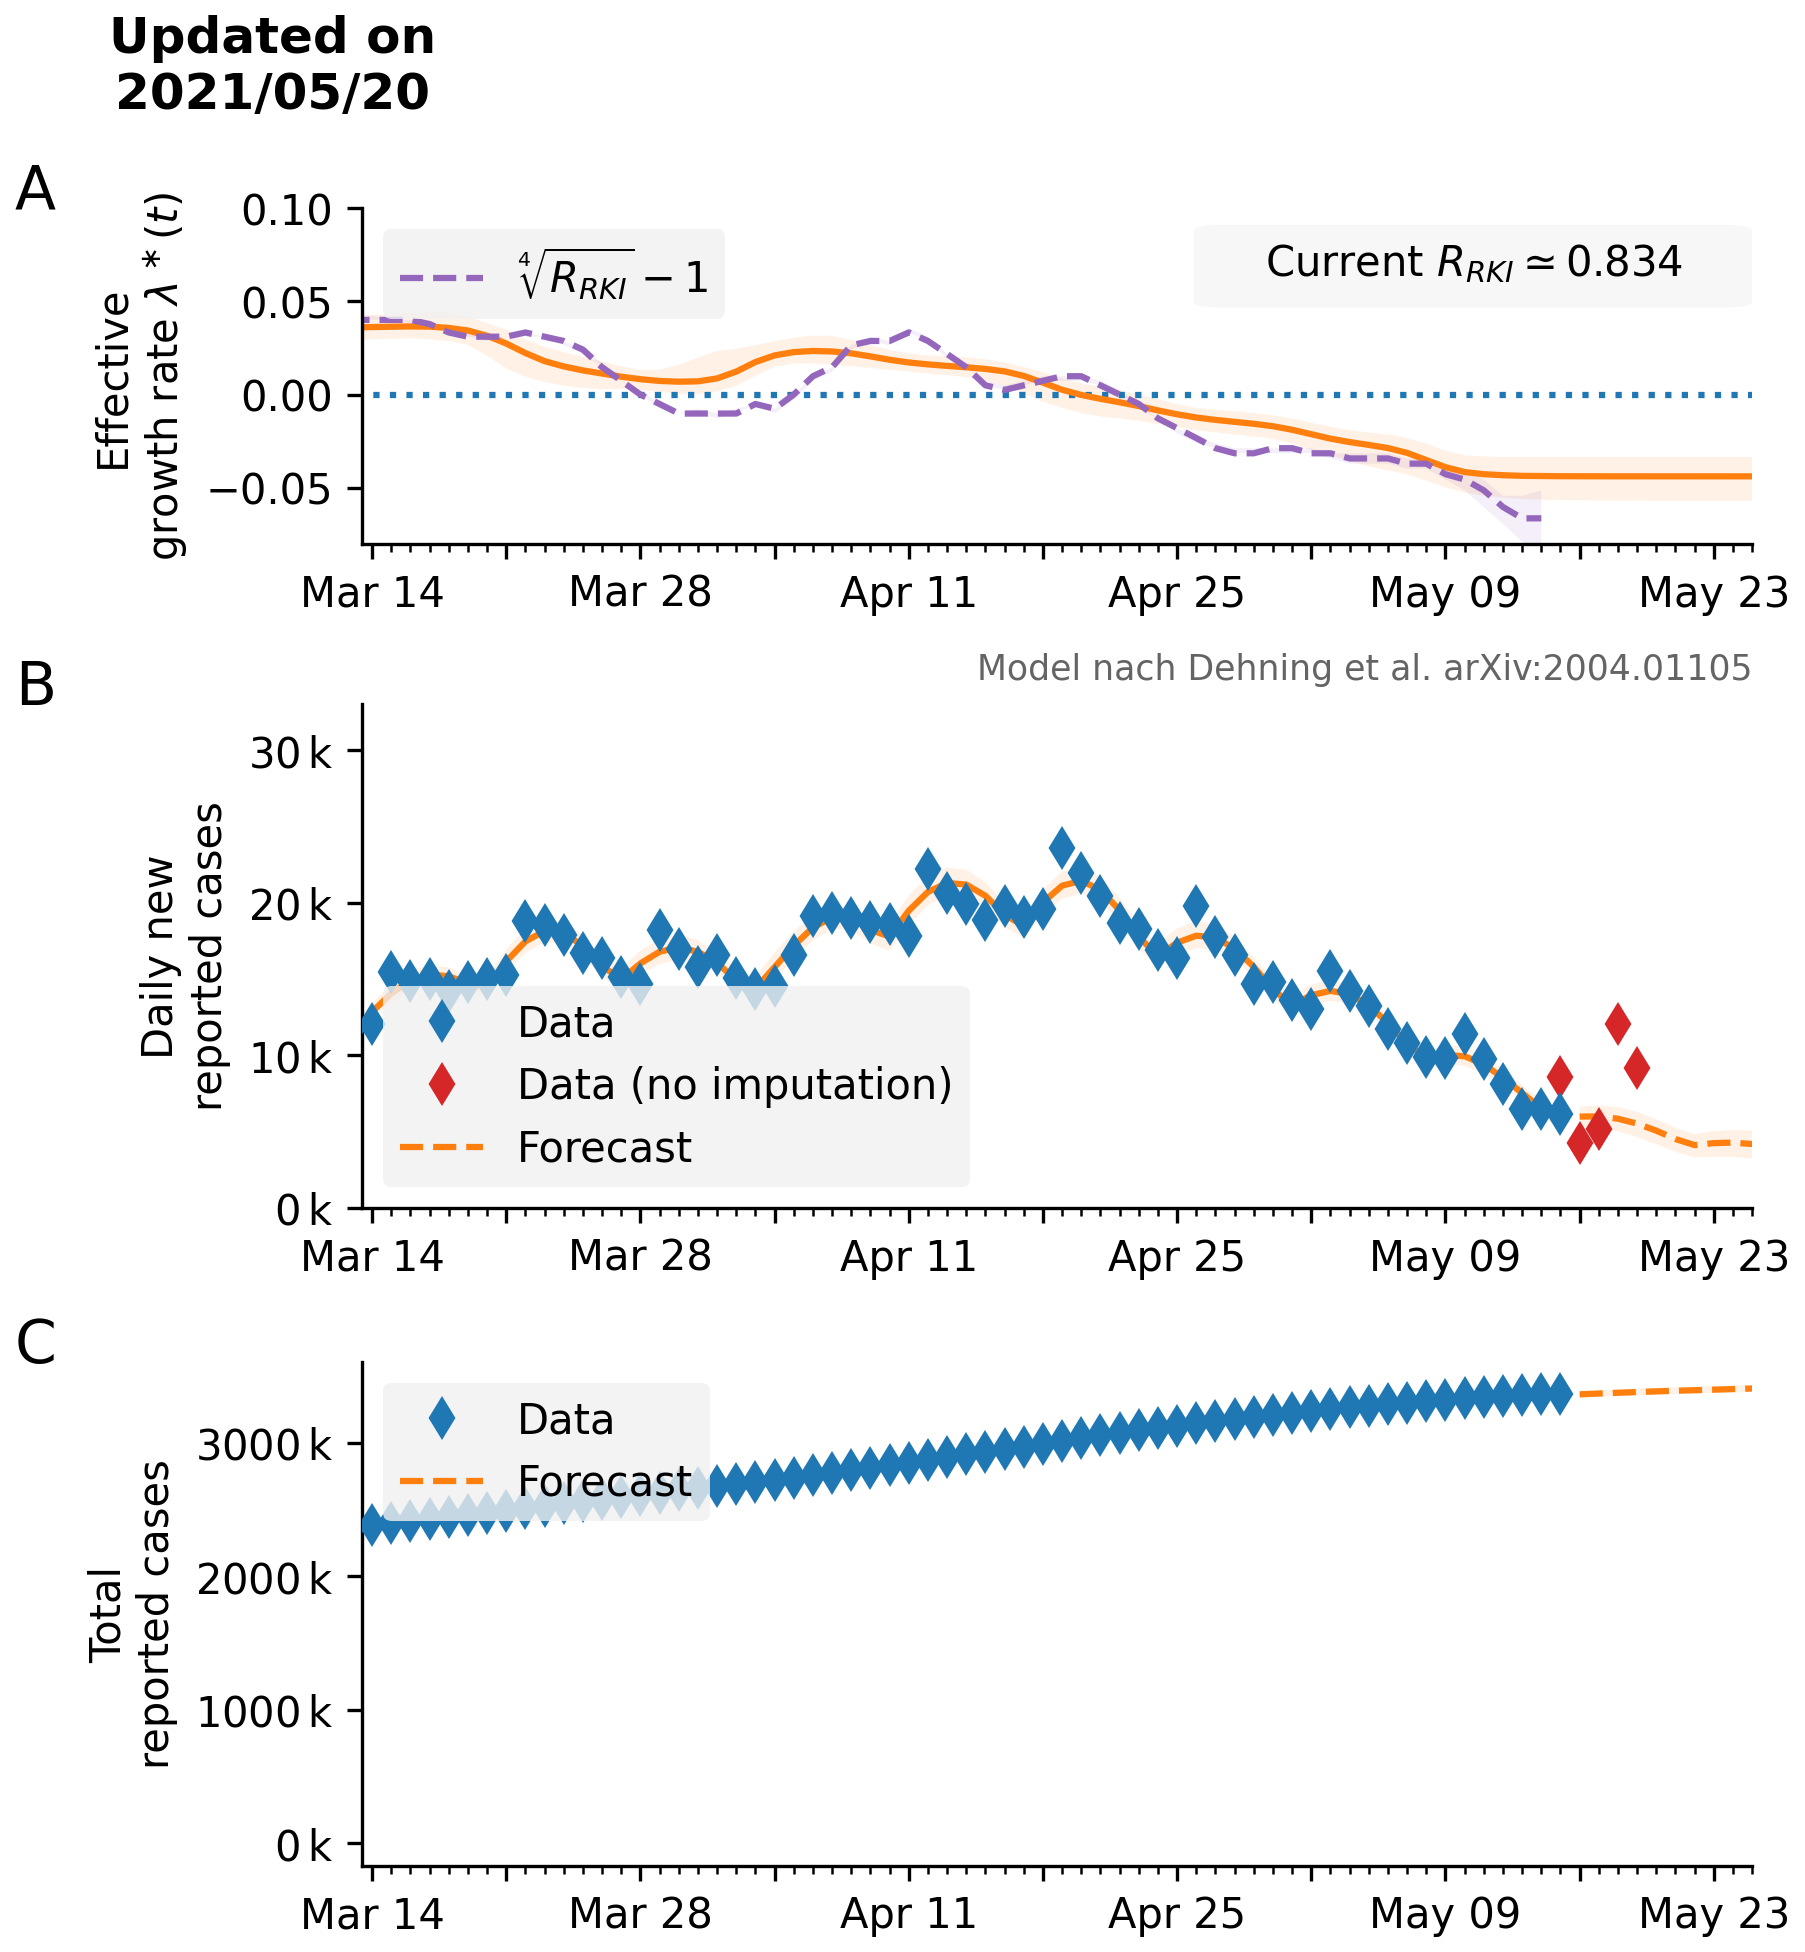 Updated on
2021/05/20
A
Effective
growth rate λ * (t)
0.10
0.05
0.00
−0.05
∜R_RKI − 1
Current R_RKI ≃ 0.834
Mar 14 Mar 28 Apr 11 Apr 25 May 09 May 23
Model nach Dehning et al. arXiv:2004.01105
B
Daily new
reported cases
30 k
20 k
10 k
0 k
Data
Data (no imputation)
Forecast
Mar 14 Mar 28 Apr 11 Apr 25 May 09 May 23
C
Total
reported cases
3000 k
2000 k
1000 k
0 k
Data
Forecast
Mar 14 Mar 28 Apr 11 Apr 25 May 09 May 23